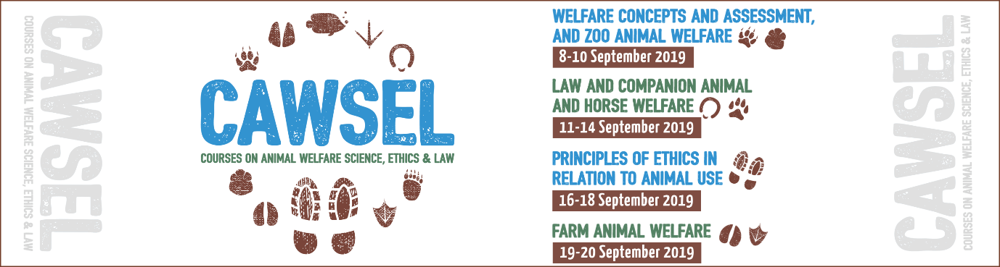 CAWSEL
COURSES ON ANIMAL WELFARE SCIENCE, ETHICS & LAW
CAWSEL
COURSES ON ANIMAL WELFARE SCIENCE, ETHICS & LAW
WELFARE CONCEPTS AND ASSESSMENT,
AND ZOO ANIMAL WELFARE
8-10 September 2019
LAW AND COMPANION ANIMAL
AND HORSE WELFARE
11-14 September 2019
PRINCIPLES OF ETHICS IN
RELATION TO ANIMAL USE
16-18 September 2019
FARM ANIMAL WELFARE
19-20 September 2019
CAWSEL
COURSES ON ANIMAL WELFARE SCIENCE, ETHICS & LAW